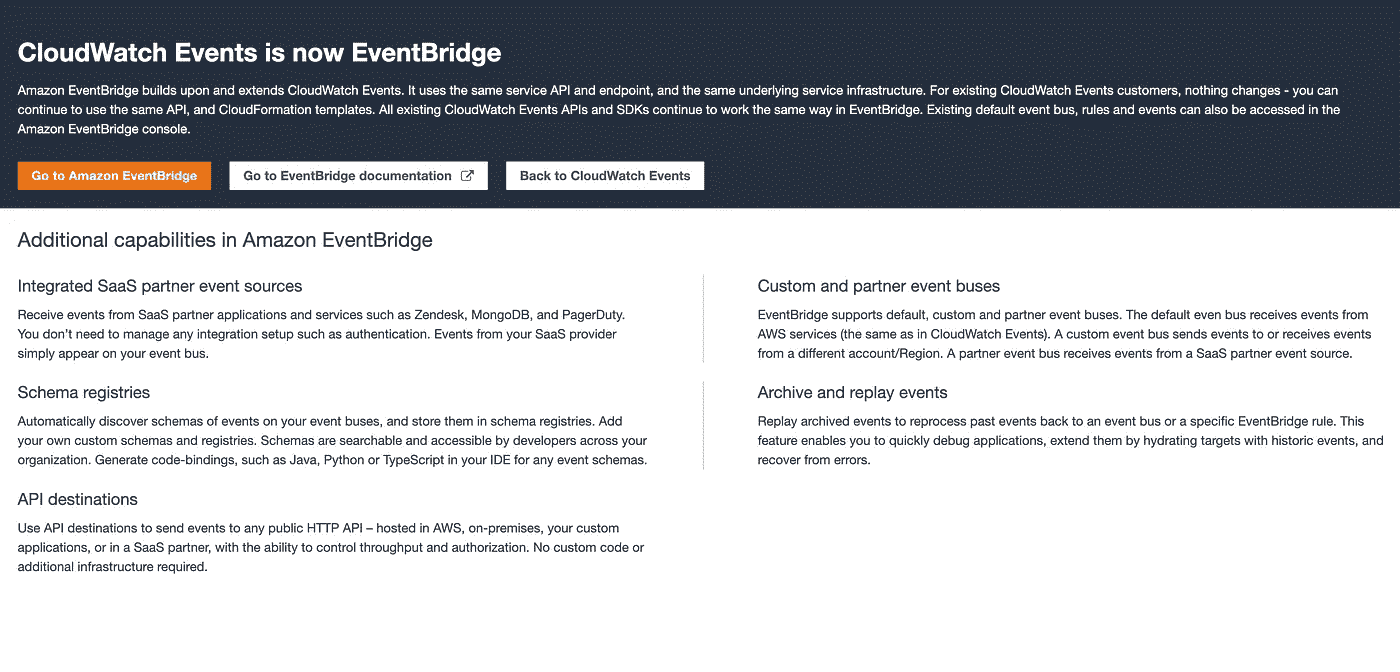 CloudWatch Events is now EventBridge
Amazon EventBridge builds upon and extends CloudWatch Events. It uses the same service API and endpoint, and the same underlying service infrastructure. For existing CloudWatch Events customers, nothing changes - you can
continue to use the same API, and CloudFormation templates. All existing CloudWatch Events APIs and SDKs continue to work the same way in EventBridge. Existing default event bus, rules and events can also be accessed in the
Amazon EventBridge console.
Go to Amazon EventBridge
Go to EventBridge documentation
Back to CloudWatch Events
Additional capabilities in Amazon EventBridge
Integrated SaaS partner event sources
Receive events from SaaS partner applications and services such as Zendesk, MongoDB, and PagerDuty.
You don't need to manage any integration setup such as authentication. Events from your SaaS provider
simply appear on your event bus.
Custom and partner event buses
EventBridge supports default, custom and partner event buses. The default even bus receives events from
AWS services (the same as in CloudWatch Events). A custom event bus sends events to or receives events
from a different account/Region. A partner event bus receives events from a SaaS partner event source.
Schema registries
Automatically discover schemas of events on your event buses, and store them in schema registries. Add
your own custom schemas and registries. Schemas are searchable and accessible by developers across your
organization. Generate code-bindings, such as Java, Python or TypeScript in your IDE for any event schemas.
Archive and replay events
Replay archived events to reprocess past events back to an event bus or a specific EventBridge rule. This
feature enables you to quickly debug applications, extend them by hydrating targets with historic events, and
recover from errors.
API destinations
Use API destinations to send events to any public HTTP API – hosted in AWS, on-premises, your custom
applications, or in a SaaS partner, with the ability to control throughput and authorization. No custom code or
additional infrastructure required.